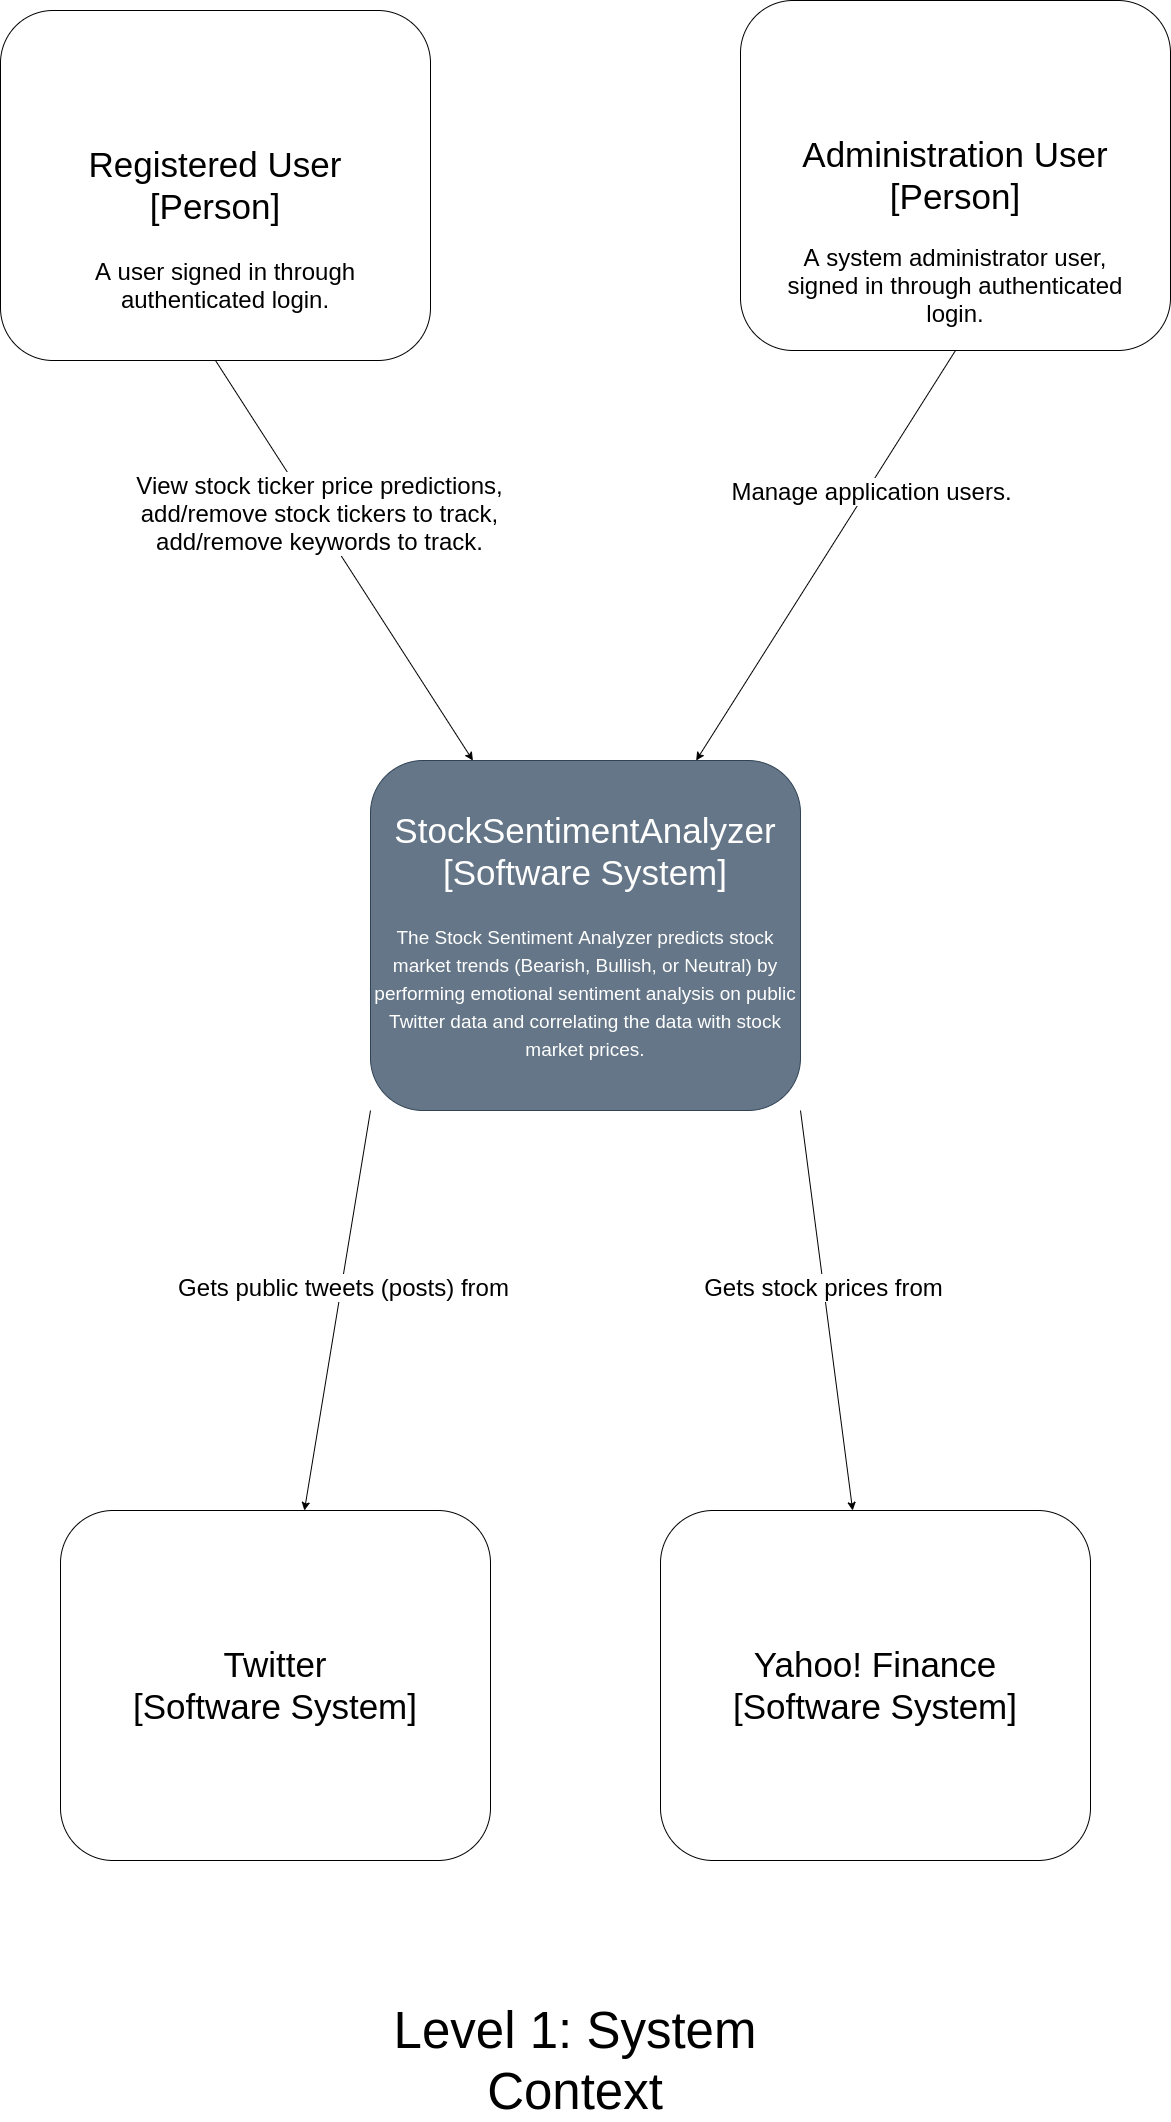 Registered User
[Person]
A user signed in through
authenticated login.
Administration User
[Person]
A system administrator user,
signed in through authenticated
login.
View stock ticker price predictions,
add/remove stock tickers to track,
add/remove keywords to track.
Manage application users.
StockSentimentAnalyzer
[Software System]
The Stock Sentiment Analyzer predicts stock
market trends (Bearish, Bullish, or Neutral) by
performing emotional sentiment analysis on public
Twitter data and correlating the data with stock
market prices.
Gets public tweets (posts) from
Gets stock prices from
Twitter
[Software System]
Yahoo! Finance
[Software System]
Level 1: System
Context